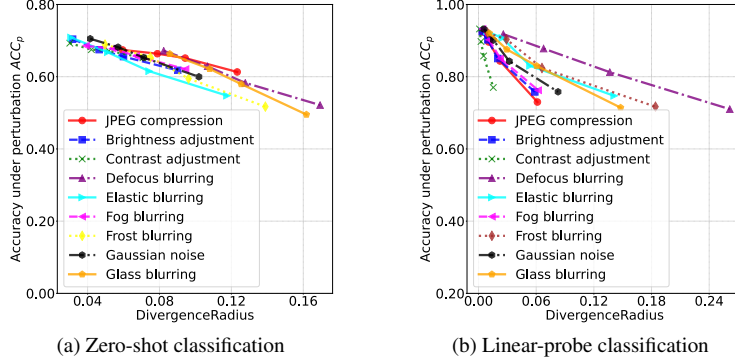 0.80
0.60
0.40
0.20
0.00
Accuracy under perturbation ACC_p
JPEG compression
Brightness adjustment
Contrast adjustment
Defocus blurring
Elastic blurring
Fog blurring
Frost blurring
Gaussian noise
Glass blurring
0.04 0.08 0.12 0.16
DivergenceRadius
(a) Zero-shot classification
1.00
0.80
0.60
0.40
0.20
0.00
Accuracy under perturbation ACC_p
JPEG compression
Brightness adjustment
Contrast adjustment
Defocus blurring
Elastic blurring
Fog blurring
Frost blurring
Gaussian noise
Glass blurring
0.00 0.06 0.12 0.18 0.24
DivergenceRadius
(b) Linear-probe classification